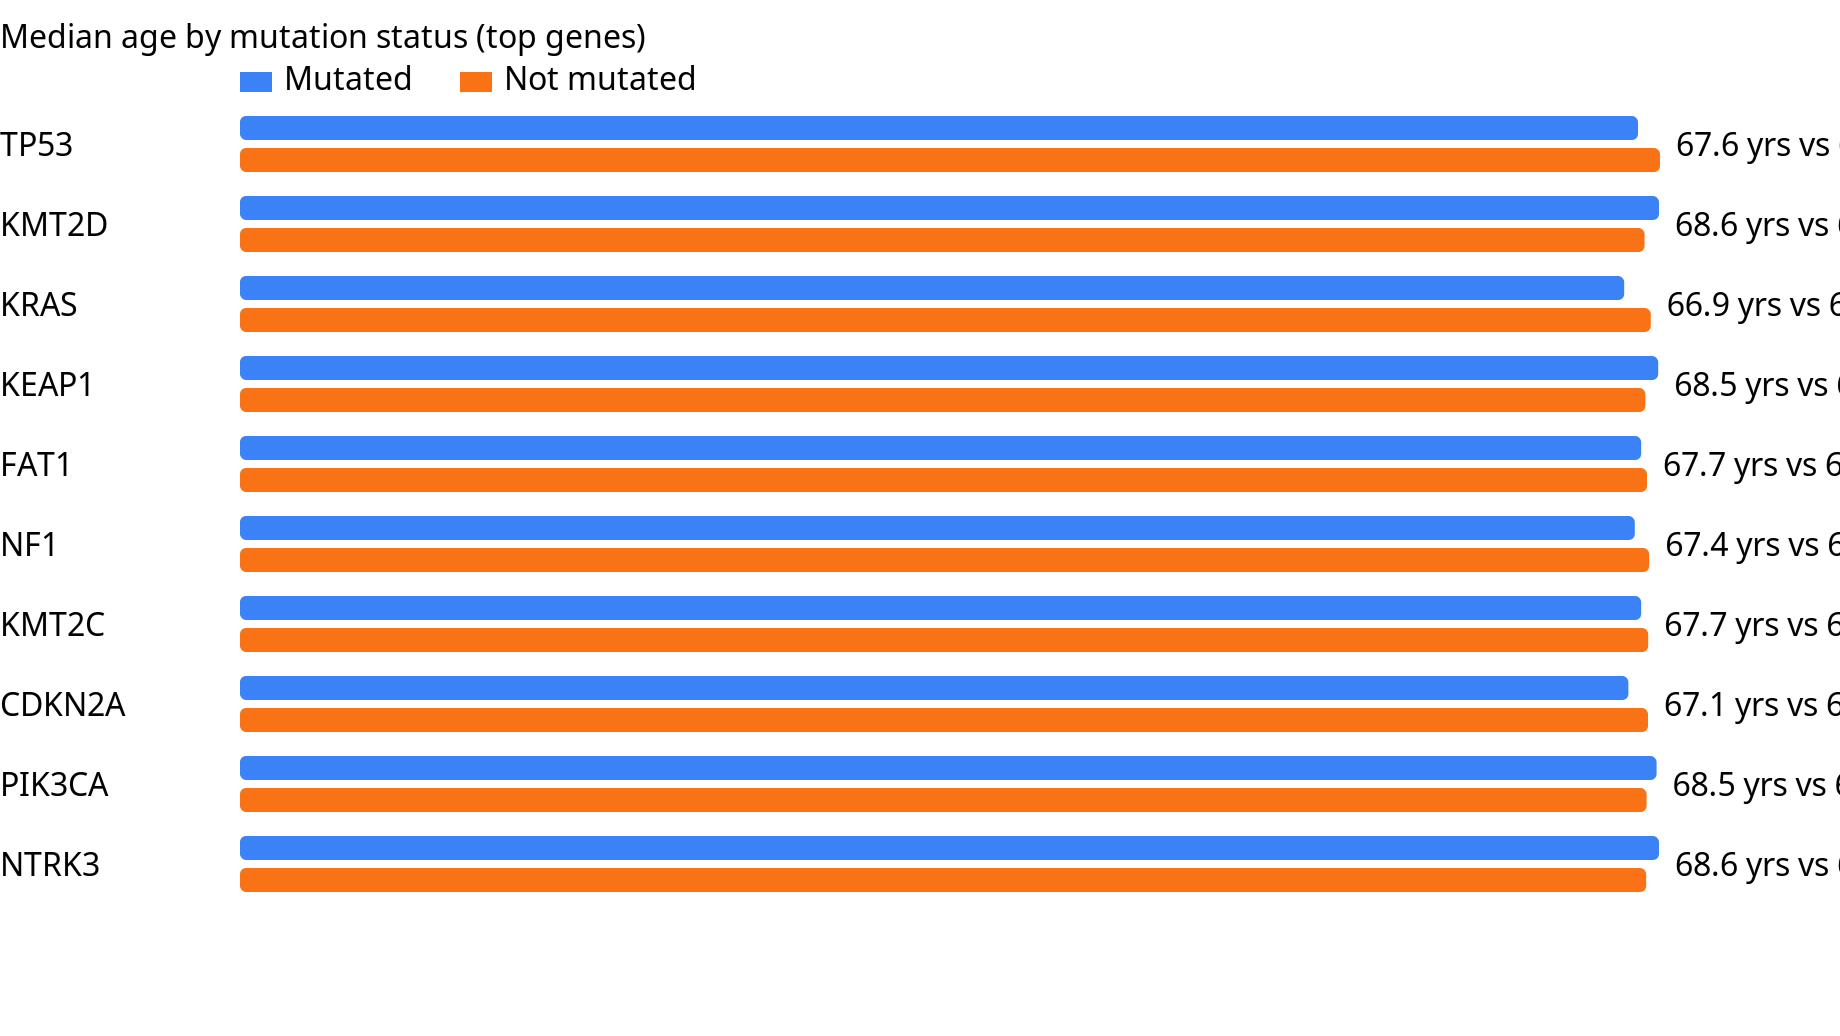 Median age by mutation status (top genes)
Mutated Not mutated
TP53 67.6 yrs vs
KMT2D 68.6 yrs vs
KRAS 66.9 yrs vs
KEAP1 68.5 yrs vs
FAT1 67.7 yrs vs
NF1 67.4 yrs vs
KMT2C 67.7 yrs vs
CDKN2A 67.1 yrs vs
PIK3CA 68.5 yrs vs
NTRK3 68.6 yrs vs